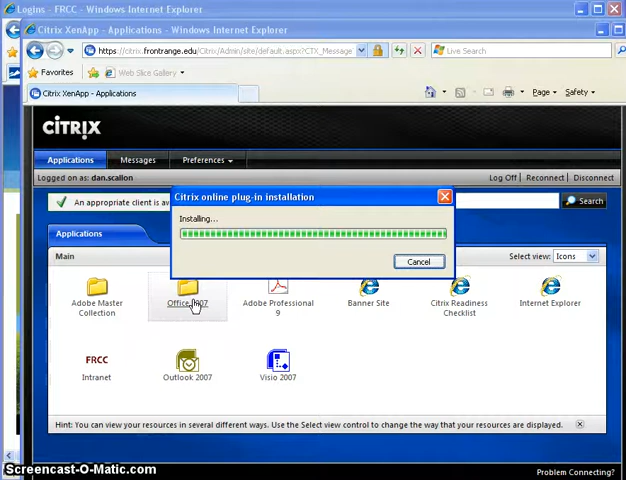 Logins - FRCC - Windows Internet Explorer
Citrix XenApp - Applications - Windows Internet Explorer
https://citrix.frontrange.edu/Citrix/Admin/site/default.aspx?CTX_Message
Live Search
Favorites
Web Slice Gallery
Citrix XenApp - Applications
Page
Safety
CITRIX
Applications Messages Preferences
Logged on as: dan.scallon
Log Off Reconnect Disconnect
An appropriate client is av
Search
Citrix online plug-in installation
Installing...
Cancel
Applications
Main
Select view: Icons
Adobe Master
Collection
Office 2007
Adobe Professional
9
Banner Site
Citrix Readiness
Checklist
Internet Explorer
FRCC
Intranet
Outlook 2007
Visio 2007
Hint: You can view your resources in several different ways. Use the Select view control to change the way that your resources are displayed.
Screencast-O-Matic.com
Problem Connecting?